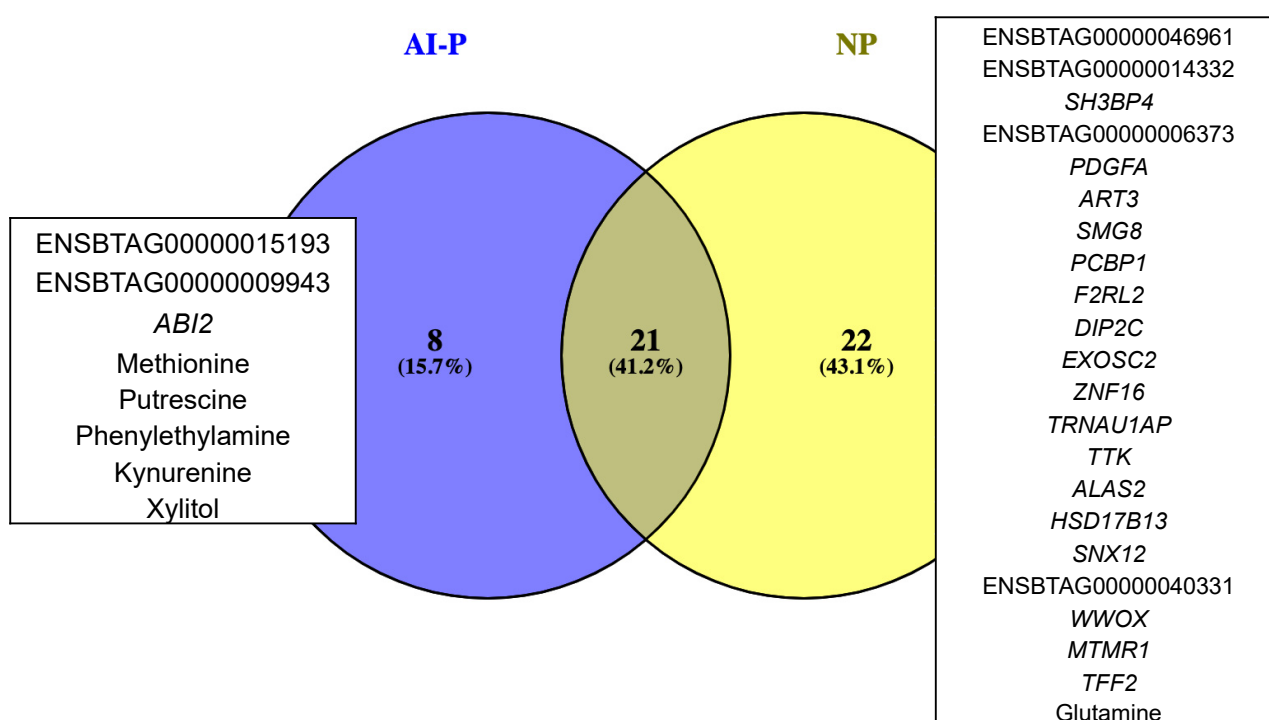 AI-P
NP
ENSBTAG00000015193
ENSBTAG00000009943
ABI2
Methionine
Putrescine
Phenylethylamine
Kynurenine
Xylitol
8
(15.7%)
21
(41.2%)
22
(43.1%)
ENSBTAG00000046961
ENSBTAG00000014332
SH3BP4
ENSBTAG00000006373
PDGFA
ART3
SMG8
PCBP1
F2RL2
DIP2C
EXOSC2
ZNF16
TRNAU1AP
TTK
ALAS2
HSD17B13
SNX12
ENSBTAG00000040331
WWOX
MTMR1
TFF2
Glutamine